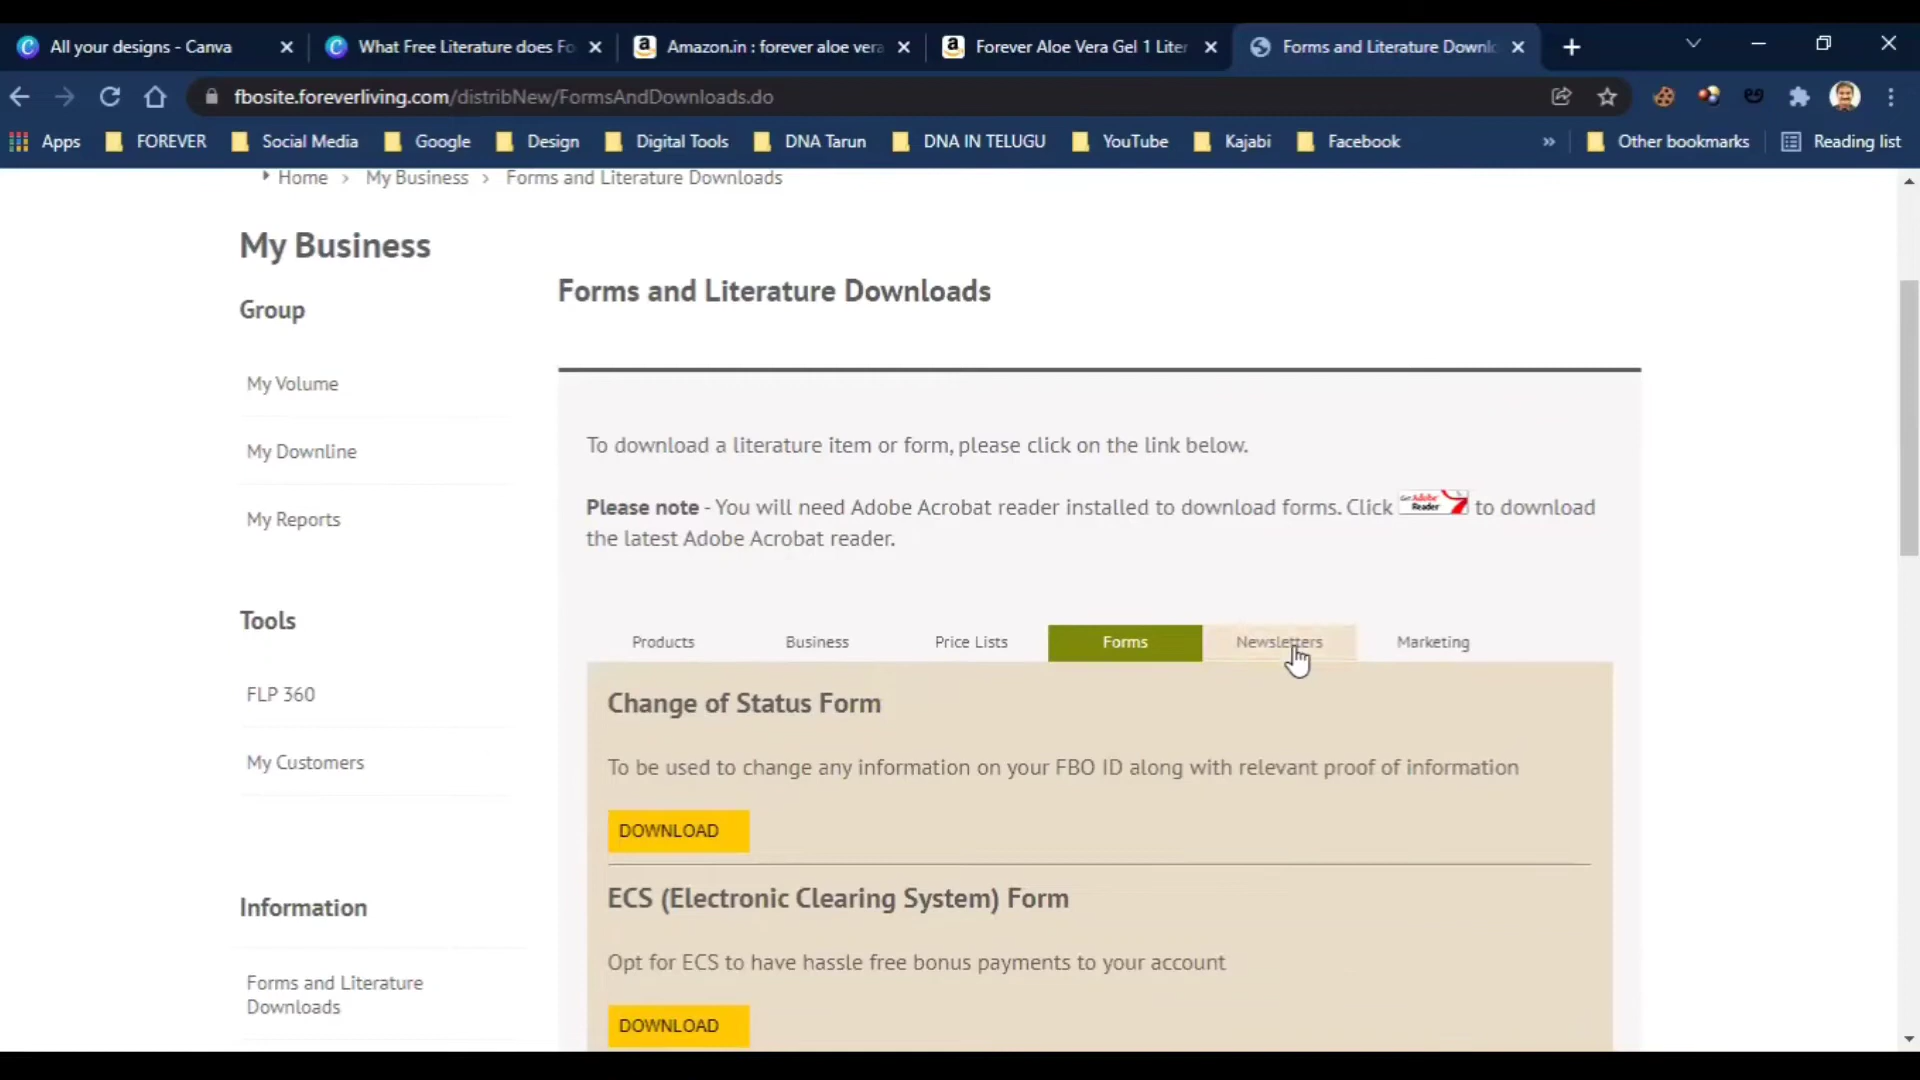 All your designs - Canva
What Free Literature does Fo
Amazon.in : forever aloe vera
Forever Aloe Vera Gel 1 Liter
Forms and Literature Downl
fbosite.foreverliving.com/distribNew/FormsAndDownloads.do
Apps
FOREVER
Social Media
Google
Design
Digital Tools
DNA Tarun
DNA IN TELUGU
YouTube
Kajabi
Facebook
»
Other bookmarks
Reading list
Home > My Business > Forms and Literature Downloads
My Business
Group
My Volume
My Downline
My Reports
Tools
FLP 360
My Customers
Information
Forms and Literature
Downloads
Forms and Literature Downloads
To download a literature item or form, please click on the link below.
Please note - You will need Adobe Acrobat reader installed to download forms. Click Get Adobe Reader to download
the latest Adobe Acrobat reader.
Products
Business
Price Lists
Forms
Newsletters
Marketing
Change of Status Form
To be used to change any information on your FBO ID along with relevant proof of information
DOWNLOAD
ECS (Electronic Clearing System) Form
Opt for ECS to have hassle free bonus payments to your account
DOWNLOAD